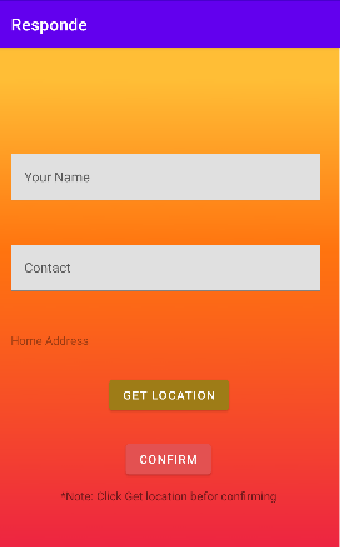 Responde
Your Name
Contact
Home Address
GET LOCATION
CONFIRM
*Note: Click Get location befor confirming